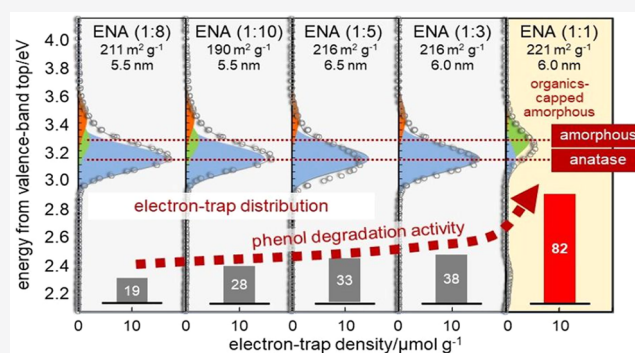 ENA (1:8)
211 m² g⁻¹
5.5 nm
ENA (1:10)
190 m² g⁻¹
5.5 nm
ENA (1:5)
216 m² g⁻¹
6.5 nm
ENA (1:3)
216 m² g⁻¹
6.0 nm
ENA (1:1)
221 m² g⁻¹
6.0 nm
organics-
capped
amorphous
amorphous
anatase
energy from valence-band top/eV
4.0
3.8
3.6
3.4
3.2
3.0
2.8
2.6
2.4
2.2
electron-trap distribution
phenol degradation activity
19
28
33
38
82
0 10 0 10 0 10 0 10 0 10
electron-trap density/μmol g⁻¹